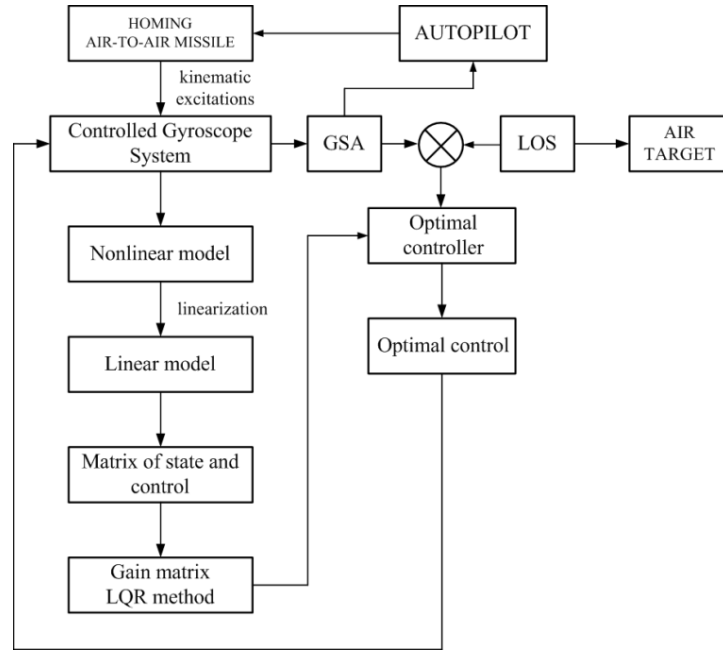 HOMING
AIR-TO-AIR MISSILE
AUTOPILOT
kinematic
excitations
Controlled Gyroscope
System
GSA
LOS
AIR
TARGET
Optimal
controller
Nonlinear model
linearization
Optimal control
Linear model
Matrix of state and
control
Gain matrix
LQR method